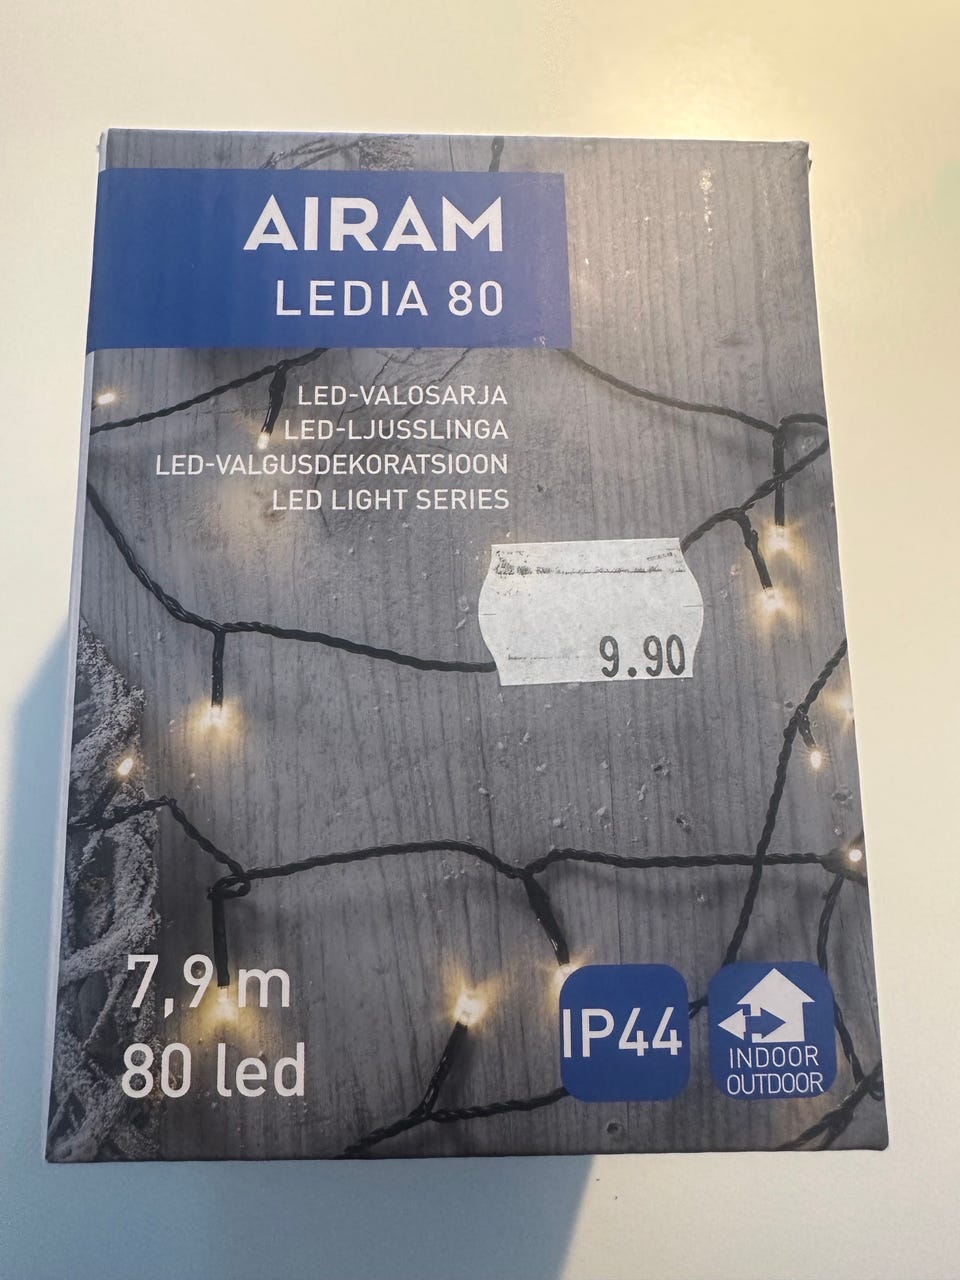 AIRAM
LEDIA 80
LED-VALOSARJA
LED-LJUSSLINGA
LED-VALGUSDEKORATSIOON
LED LIGHT SERIES
9.90
7,9 m
80 led
IP44
INDOOR
OUTDOOR